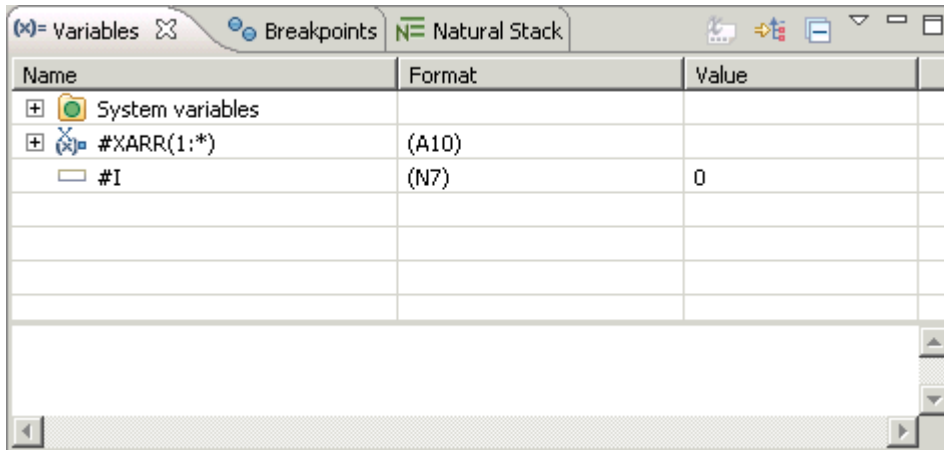 (x)= Variables Breakpoints Natural Stack
Name Format Value
System variables
#XARR(1:*) (A10)
#I (N7) 0